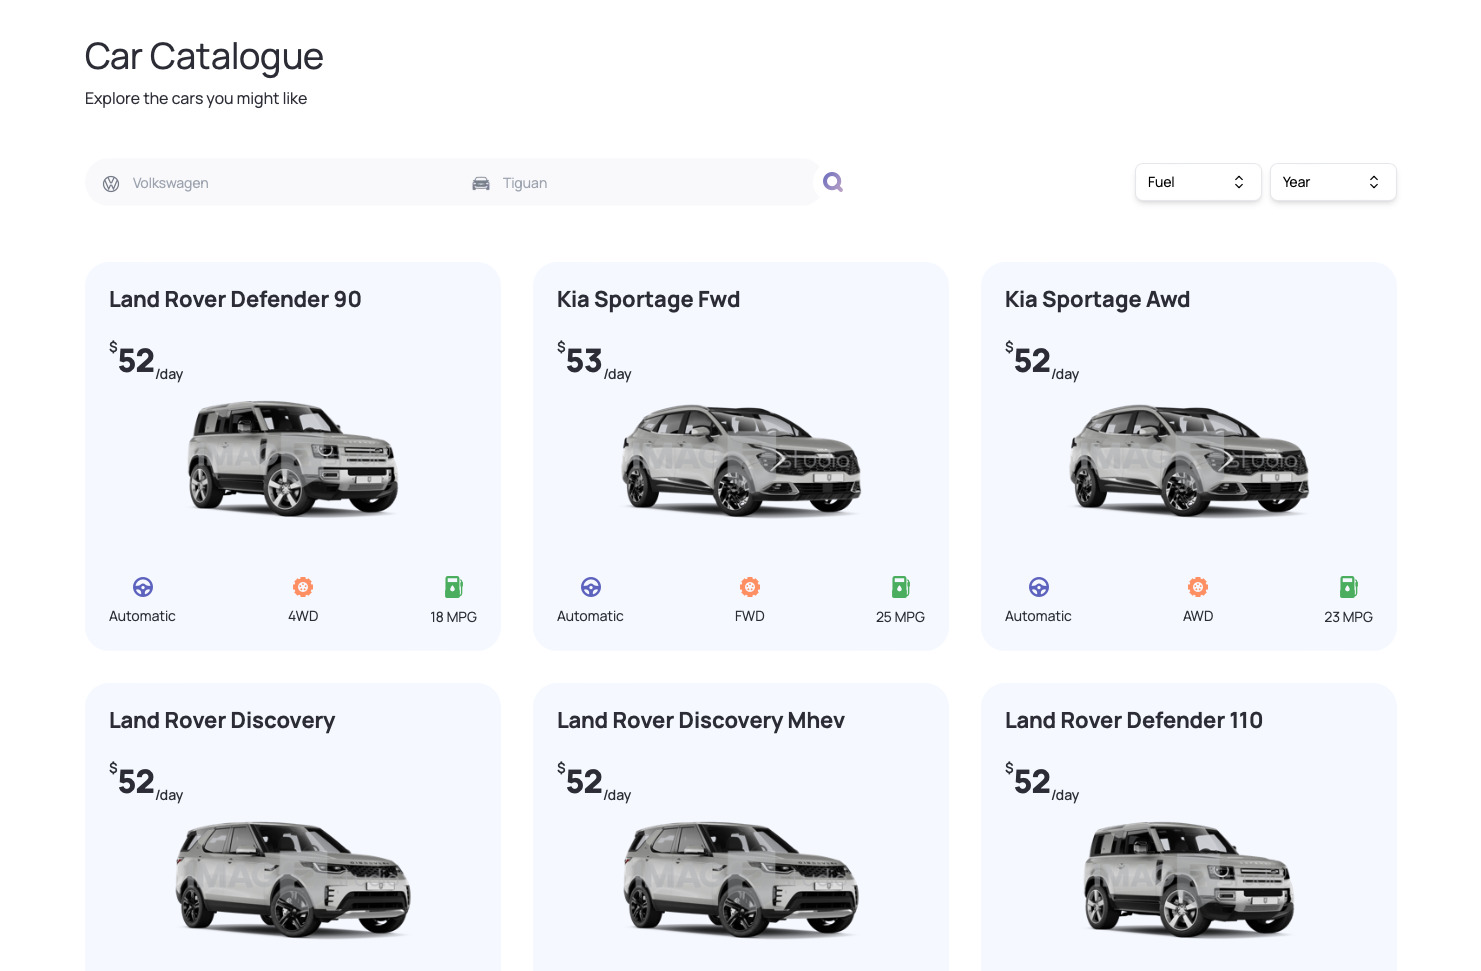 Car Catalogue
Explore the cars you might like
Volkswagen
Tiguan
Fuel
Year
Land Rover Defender 90
Kia Sportage Fwd
Kia Sportage Awd
$52/day
$53/day
$52/day
Automatic
4WD
18 MPG
Automatic
FWD
25 MPG
Automatic
AWD
23 MPG
Land Rover Discovery
Land Rover Discovery Mhev
Land Rover Defender 110
$52/day
$52/day
$52/day